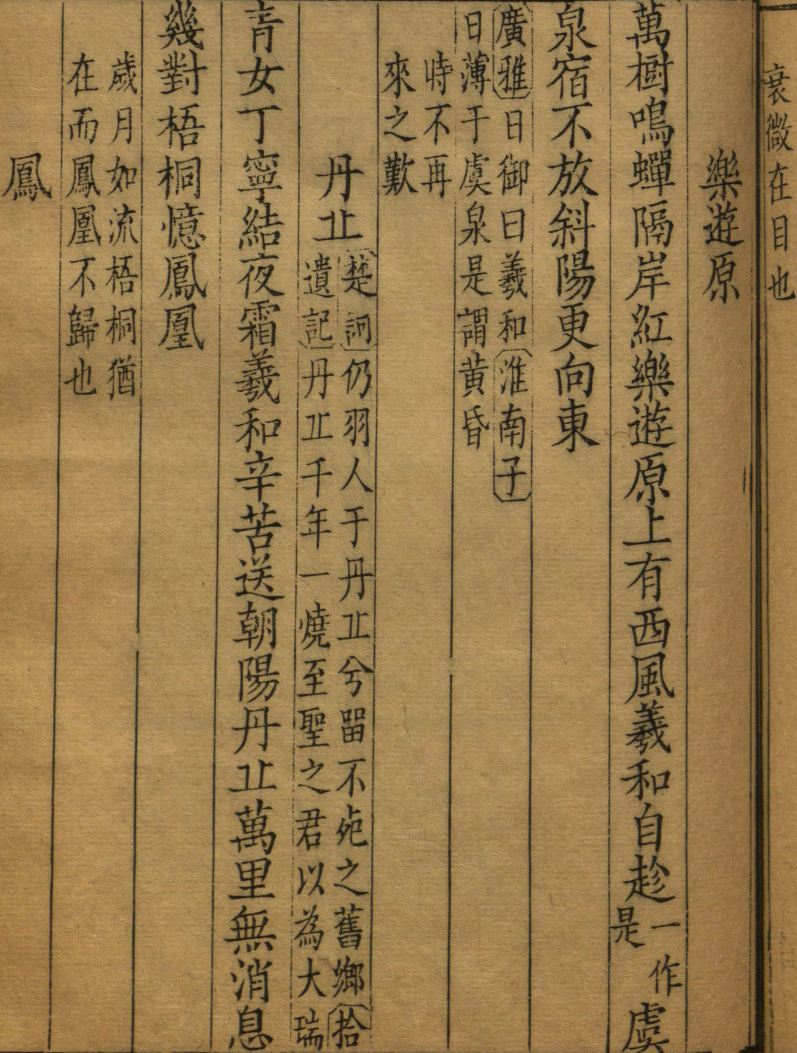 衰微在目也
樂遊原
萬樹鳴蟬隔岸紅樂遊原上有西風羲和自趁一作是虞
泉宿不放斜陽更向東
廣雅日御曰羲和淮南子
日薄于虞泉是謂黄昏
時不再
來之歎
丹丘
楚詞仍羽人于丹丘兮留不死之舊鄉拾
遺記丹丘千年一燒至聖之君以為大瑞
青女丁寧結夜霜羲和辛苦送朝陽丹丘萬里無消息
幾對梧桐憶鳳凰
歲月如流梧桐猶
在而鳳凰不歸也
鳳